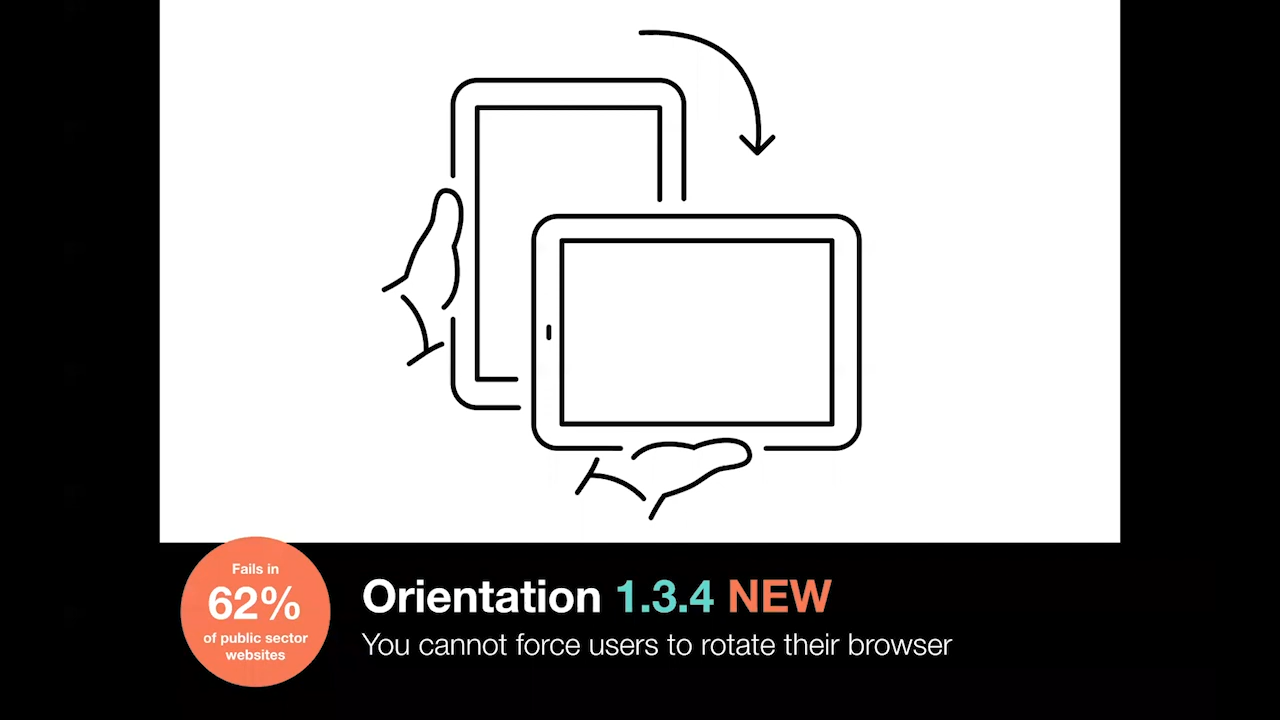 Fails in
62%
of public sector
websites
Orientation 1.3.4 NEW
You cannot force users to rotate their browser